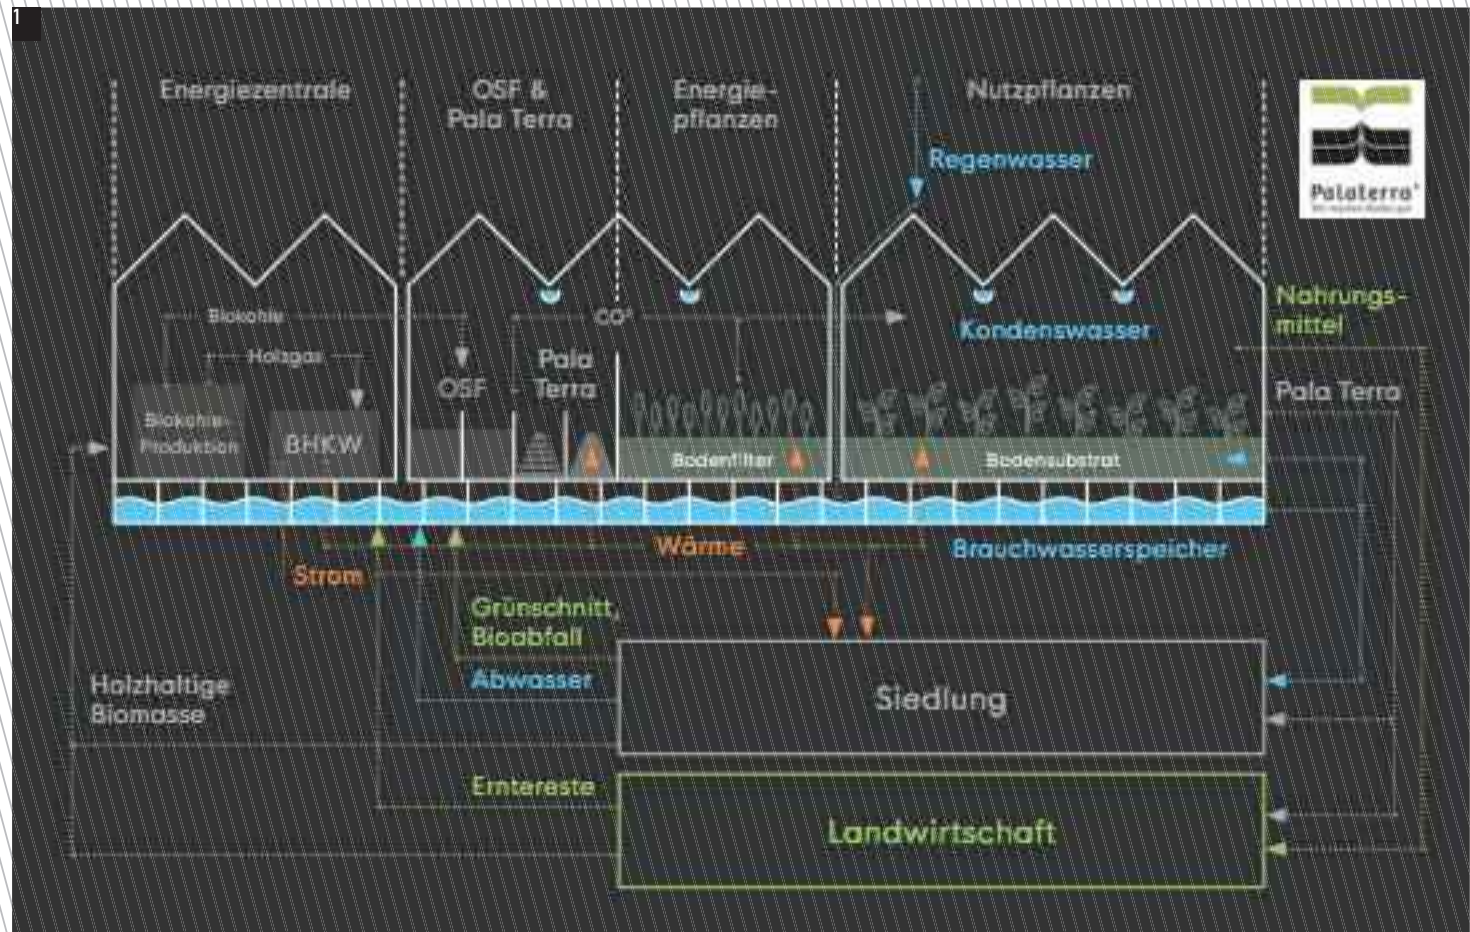 1
Energiezentrale
OSF &
Pala Terra
Energie-
pflanzen
Nutzpflanzen
Regenwasser
Palaterra®
Biokohle
CO²
Nahrungs-
mittel
Kondenswasser
Holzgas
Pala
Terra
OSF
Pala Terra
Biokohle-
Produktion
BHKW
Bodenfilter
Bodensubstrat
Wärme
Brauchwasserspeicher
Strom
Grünschnitt,
Bioabfall
Abwasser
Holzhaltige
Biomasse
Siedlung
Erntereste
Landwirtschaft